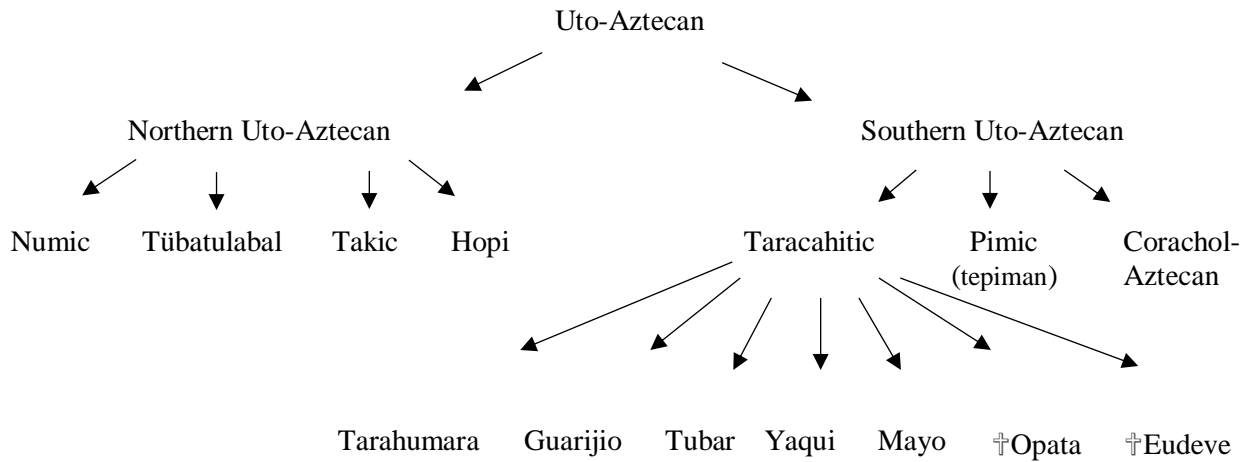 Uto-Aztecan
Northern Uto-Aztecan Southern Uto-Aztecan
Numic Tübatulabal Takic Hopi Taracahitic Pimic Corachol-
(tepiman) Aztecan
Tarahumara Guarijio Tubar Yaqui Mayo †Opata †Eudeve